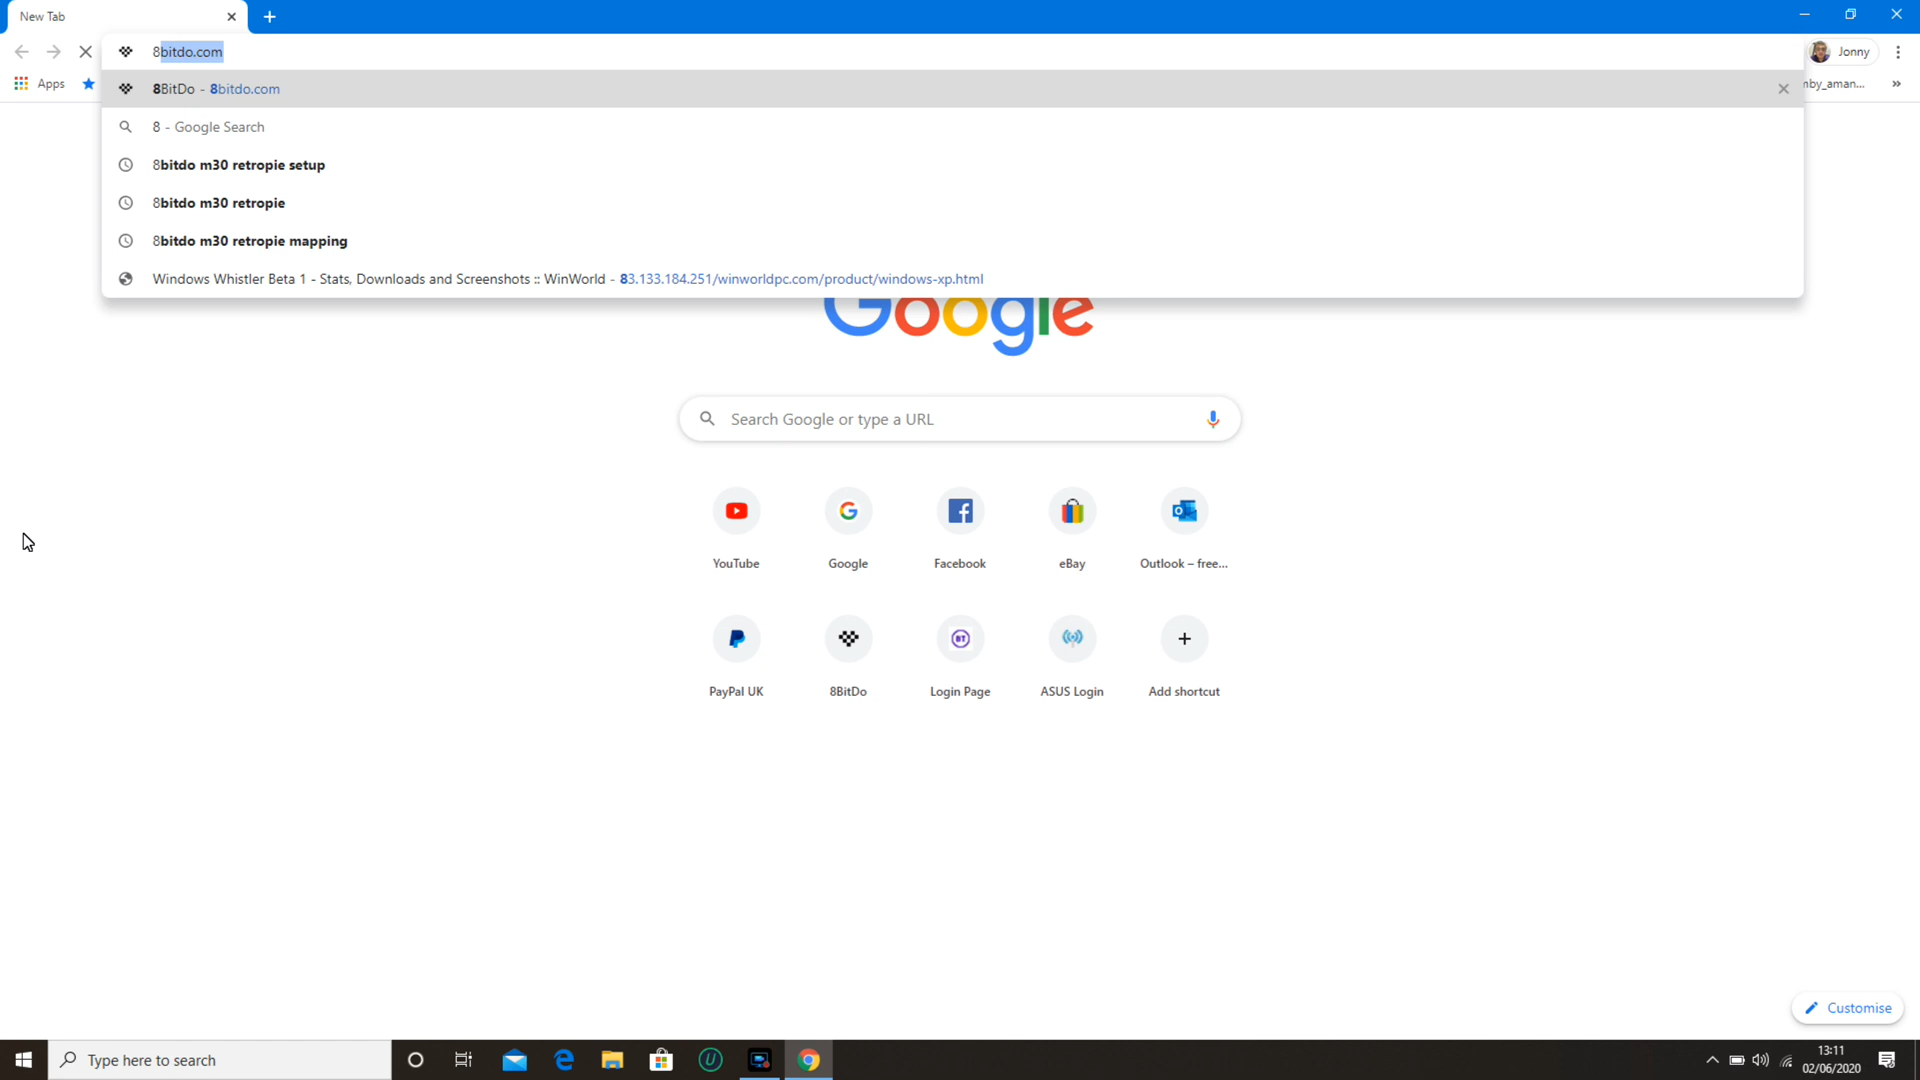 New Tab
8bitdo.com
Jonny
Apps
8BitDo - 8bitdo.com
mby_aman...
8 - Google Search
8bitdo m30 retropie setup
8bitdo m30 retropie
8bitdo m30 retropie mapping
Windows Whistler Beta 1 - Stats, Downloads and Screenshots :: WinWorld - 83.133.184.251/winworldpc.com/product/windows-xp.html
Google
Search Google or type a URL
YouTube
Google
Facebook
eBay
Outlook – free...
PayPal UK
8BitDo
Login Page
ASUS Login
Add shortcut
Customise
Type here to search
13:11
02/06/2020